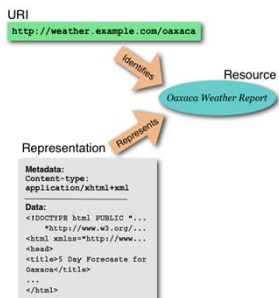 URI
http://weather.example.com/oaxaca
Identifies
Resource
Oaxaca Weather Report
Represents
Representation
Metadata:
Content-type:
application/xhtml+xml
Data:
<!DOCTYPE html PUBLIC "...
"http://www.w3.org/...
<html xmlns="http://www...
<head>
<title>5 Day Forecaste for
Oaxaca</title>
...
</html>